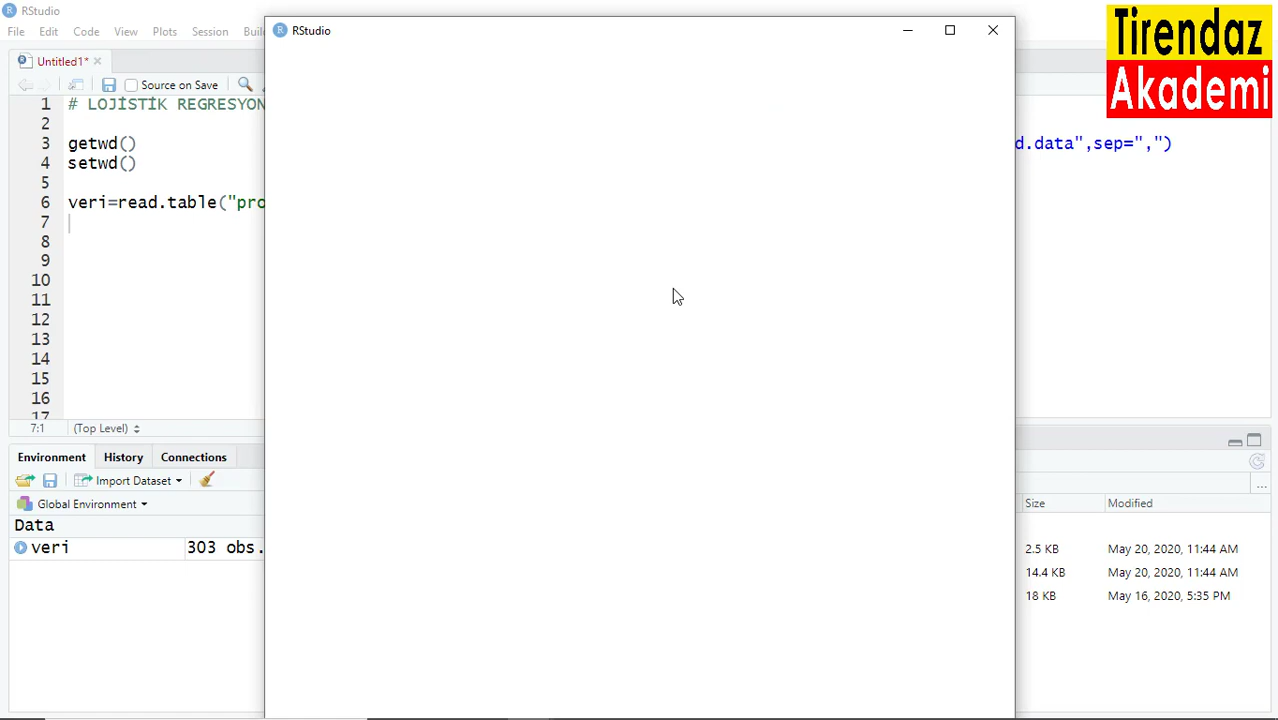 RStudio
File Edit Code View Plots Session Buil
Untitled1*
Source on Save
1 # LOJİSTİK REGRESYON
2
3 getwd()
4 setwd()
5
6 veri=read.table("pro
7
8
9
10
11
12
13
14
15
16
17
7:1 (Top Level)
Environment History Connections
Import Dataset
Global Environment
Data
veri 303 obs.
RStudio
Tirendaz
Akademi
d.data",sep=",")
...
Size Modified
2.5 KB May 20, 2020, 11:44 AM
14.4 KB May 20, 2020, 11:44 AM
18 KB May 16, 2020, 5:35 PM